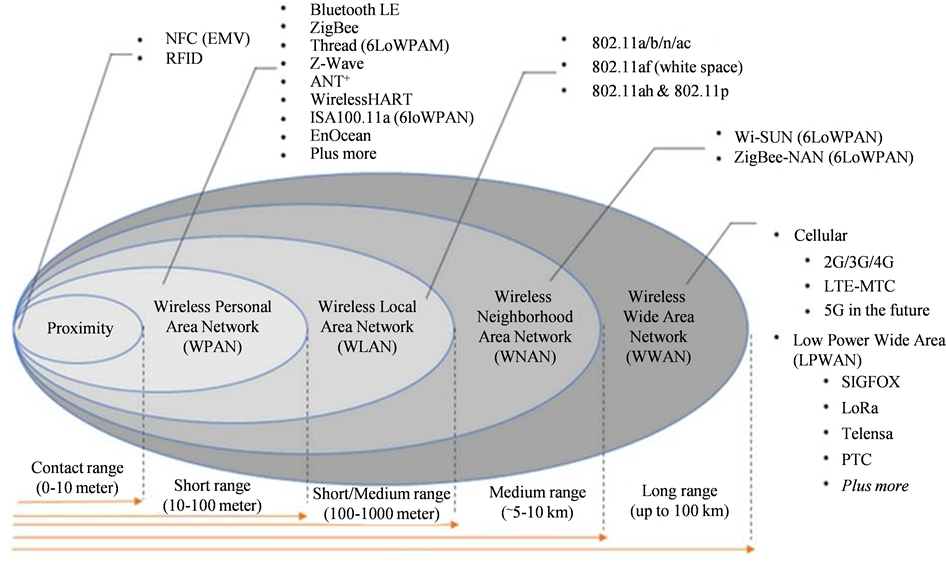 NFC (EMV)
RFID
Bluetooth LE
ZigBee
Thread (6LoWPAM)
Z-Wave
ANT+
WirelessHART
ISA100.11a (6loWPAN)
EnOcean
Plus more
802.11a/b/n/ac
802.11af (white space)
802.11ah & 802.11p
Wi-SUN (6LoWPAN)
ZigBee-NAN (6LoWPAN)
Cellular
2G/3G/4G
LTE-MTC
5G in the future
Low Power Wide Area
(LPWAN)
SIGFOX
LoRa
Telensa
PTC
Plus more
Proximity
Wireless Personal
Area Network
(WPAN)
Wireless Local
Area Network
(WLAN)
Wireless
Neighborhood
Area Network
(WNAN)
Wireless
Wide Area
Network
(WWAN)
Contact range
(0-10 meter)
Short range
(10-100 meter)
Short/Medium range
(100-1000 meter)
Medium range
(~5-10 km)
Long range
(up to 100 km)